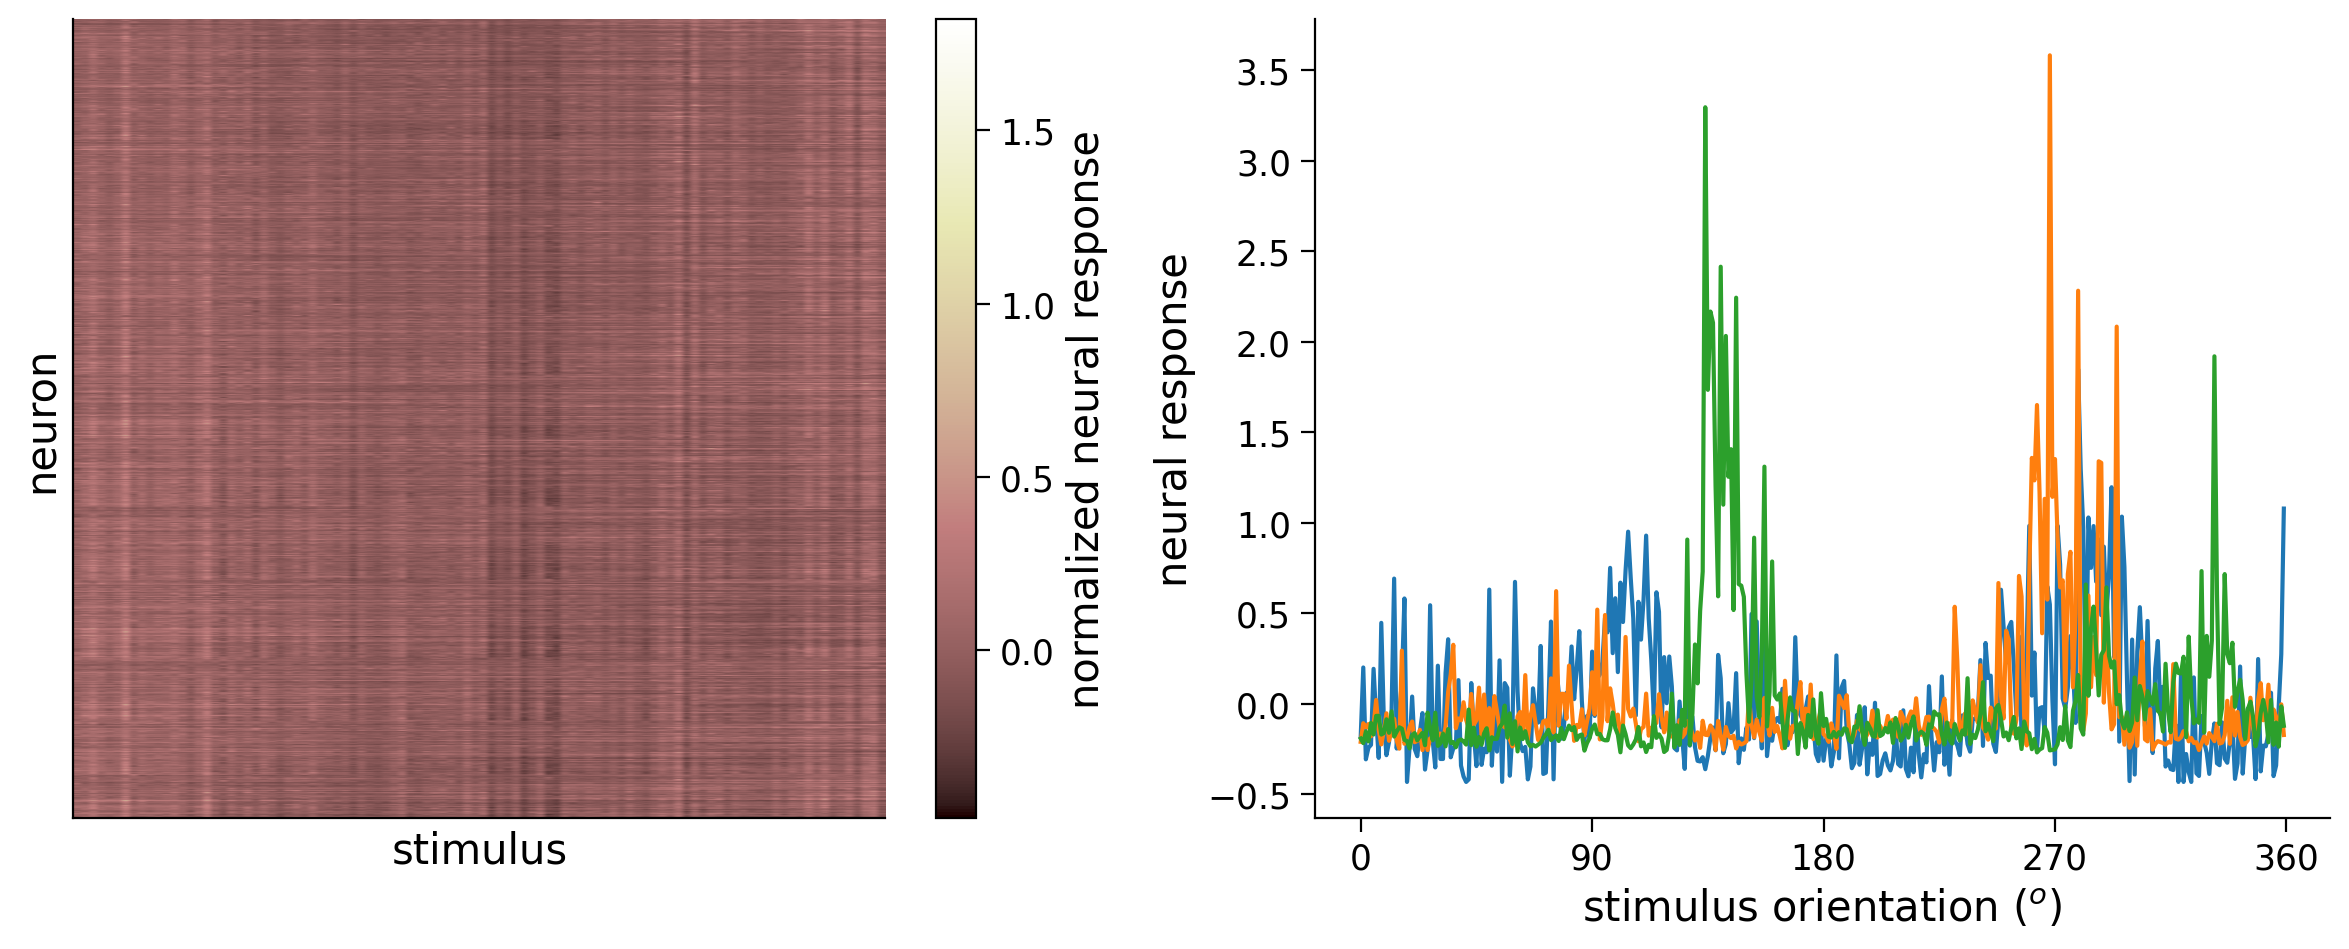 neuron
stimulus
1.5
1.0
0.5
0.0
normalized neural response
neural response
3.5
3.0
2.5
2.0
1.5
1.0
0.5
0.0
−0.5
0 90 180 270 360
stimulus orientation (°)